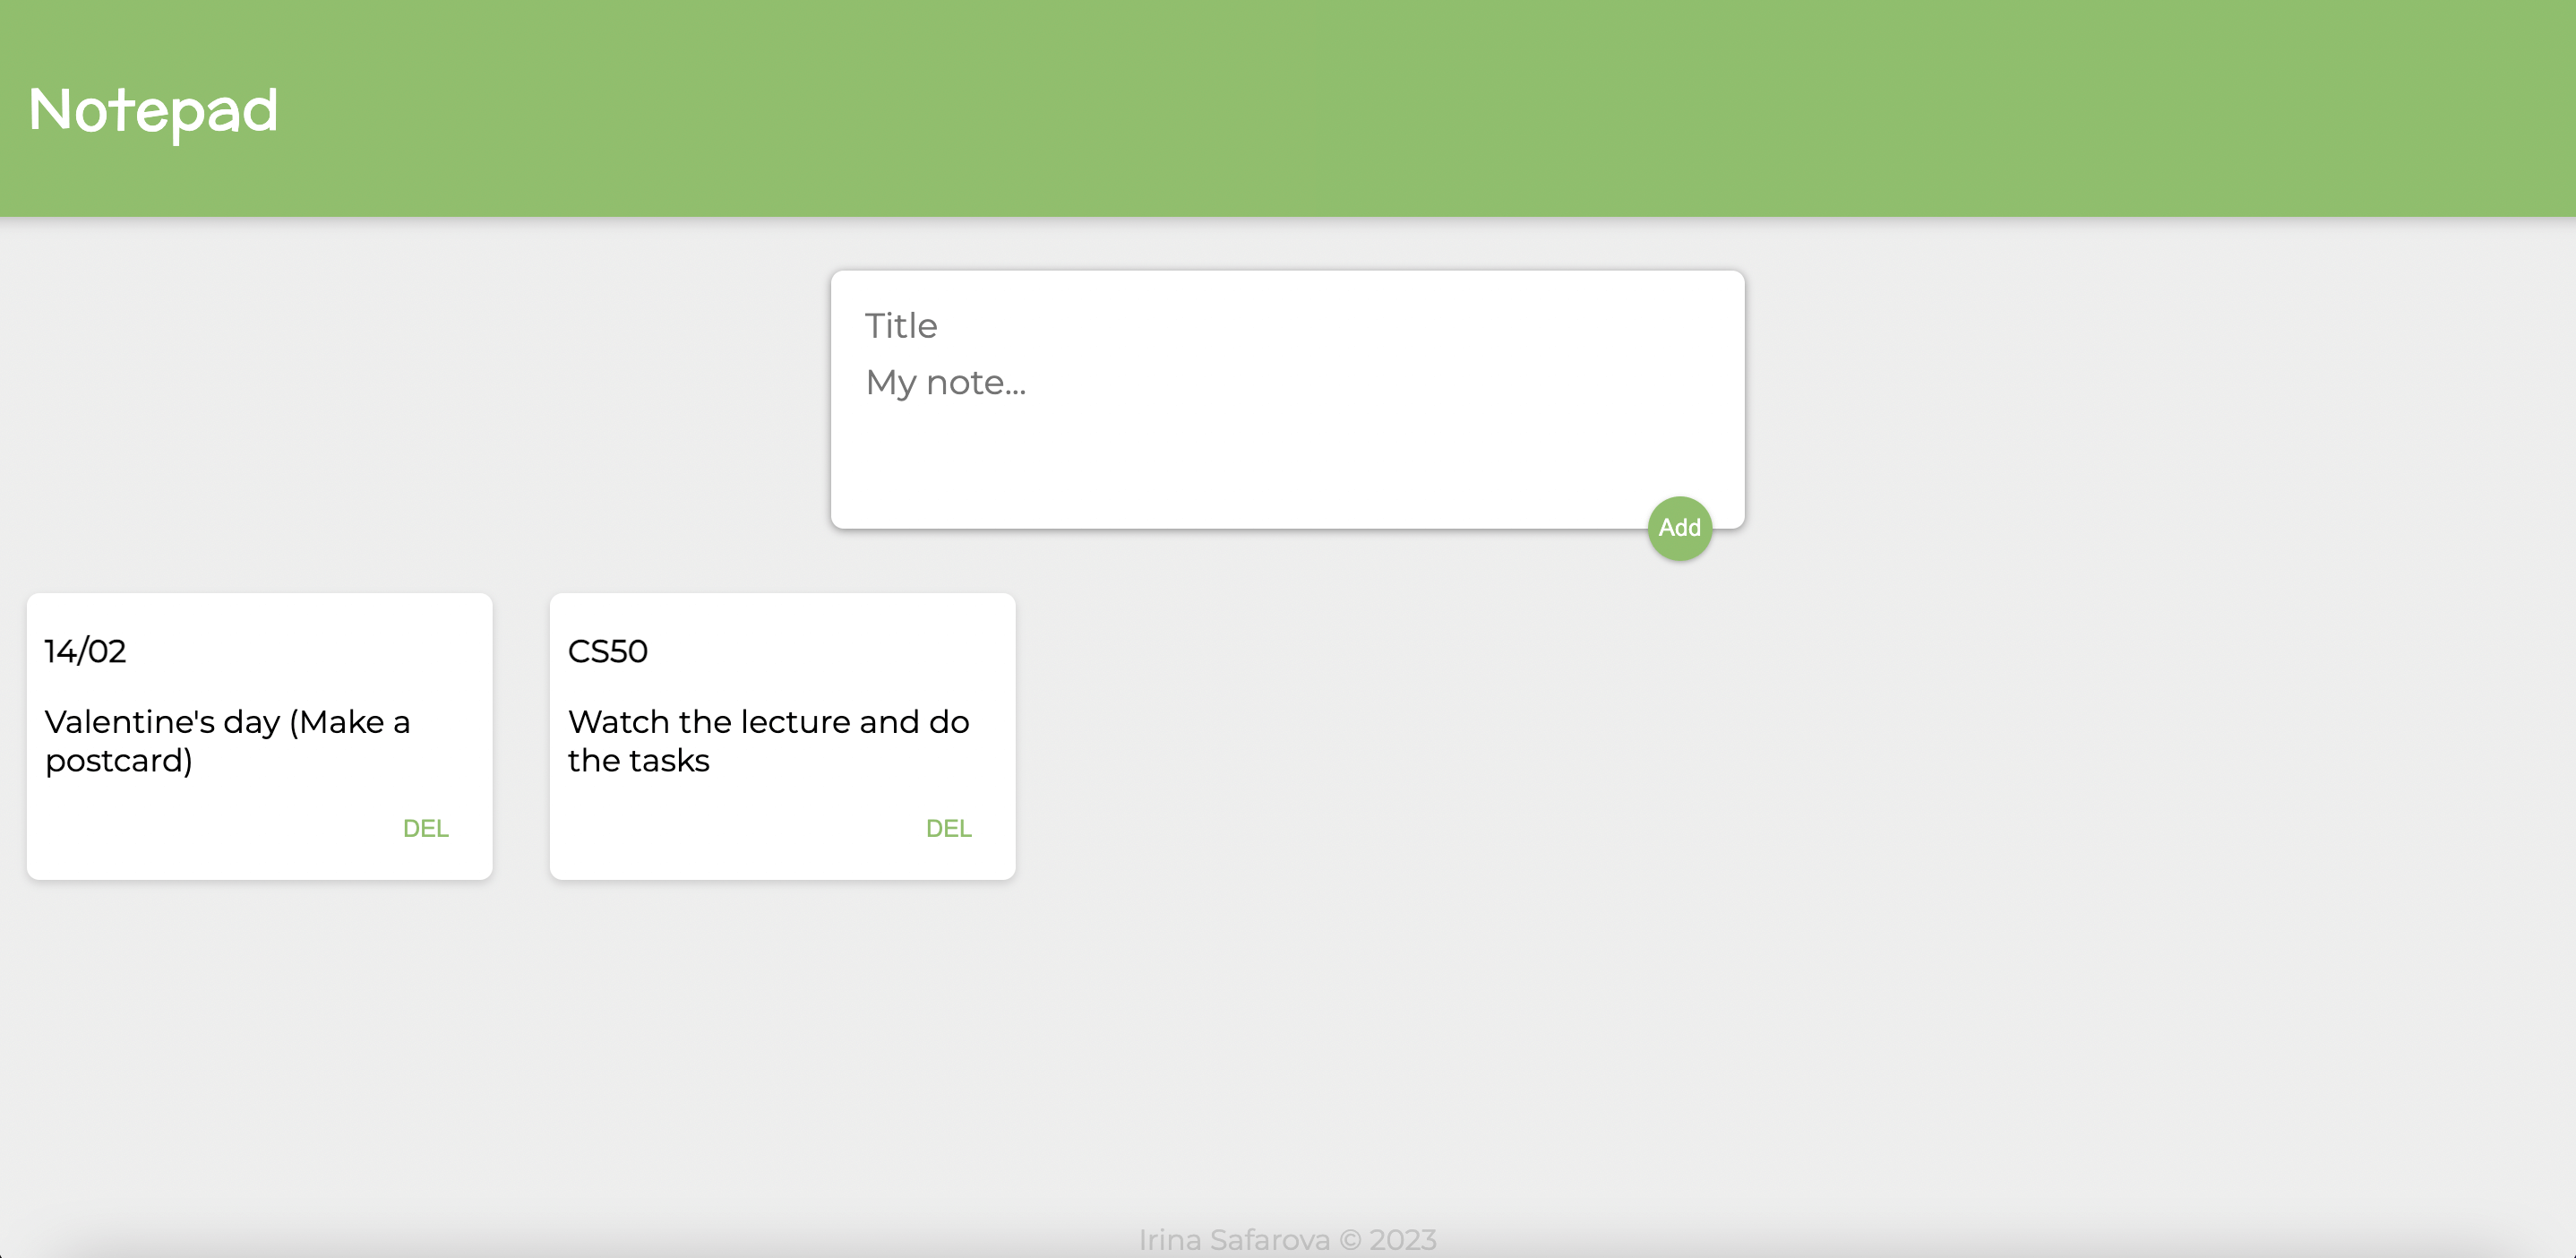 Notepad
Title
My note...
Add
14/02
Valentine's day (Make a
postcard)
DEL
CS50
Watch the lecture and do
the tasks
DEL
Irina Safarova © 2023